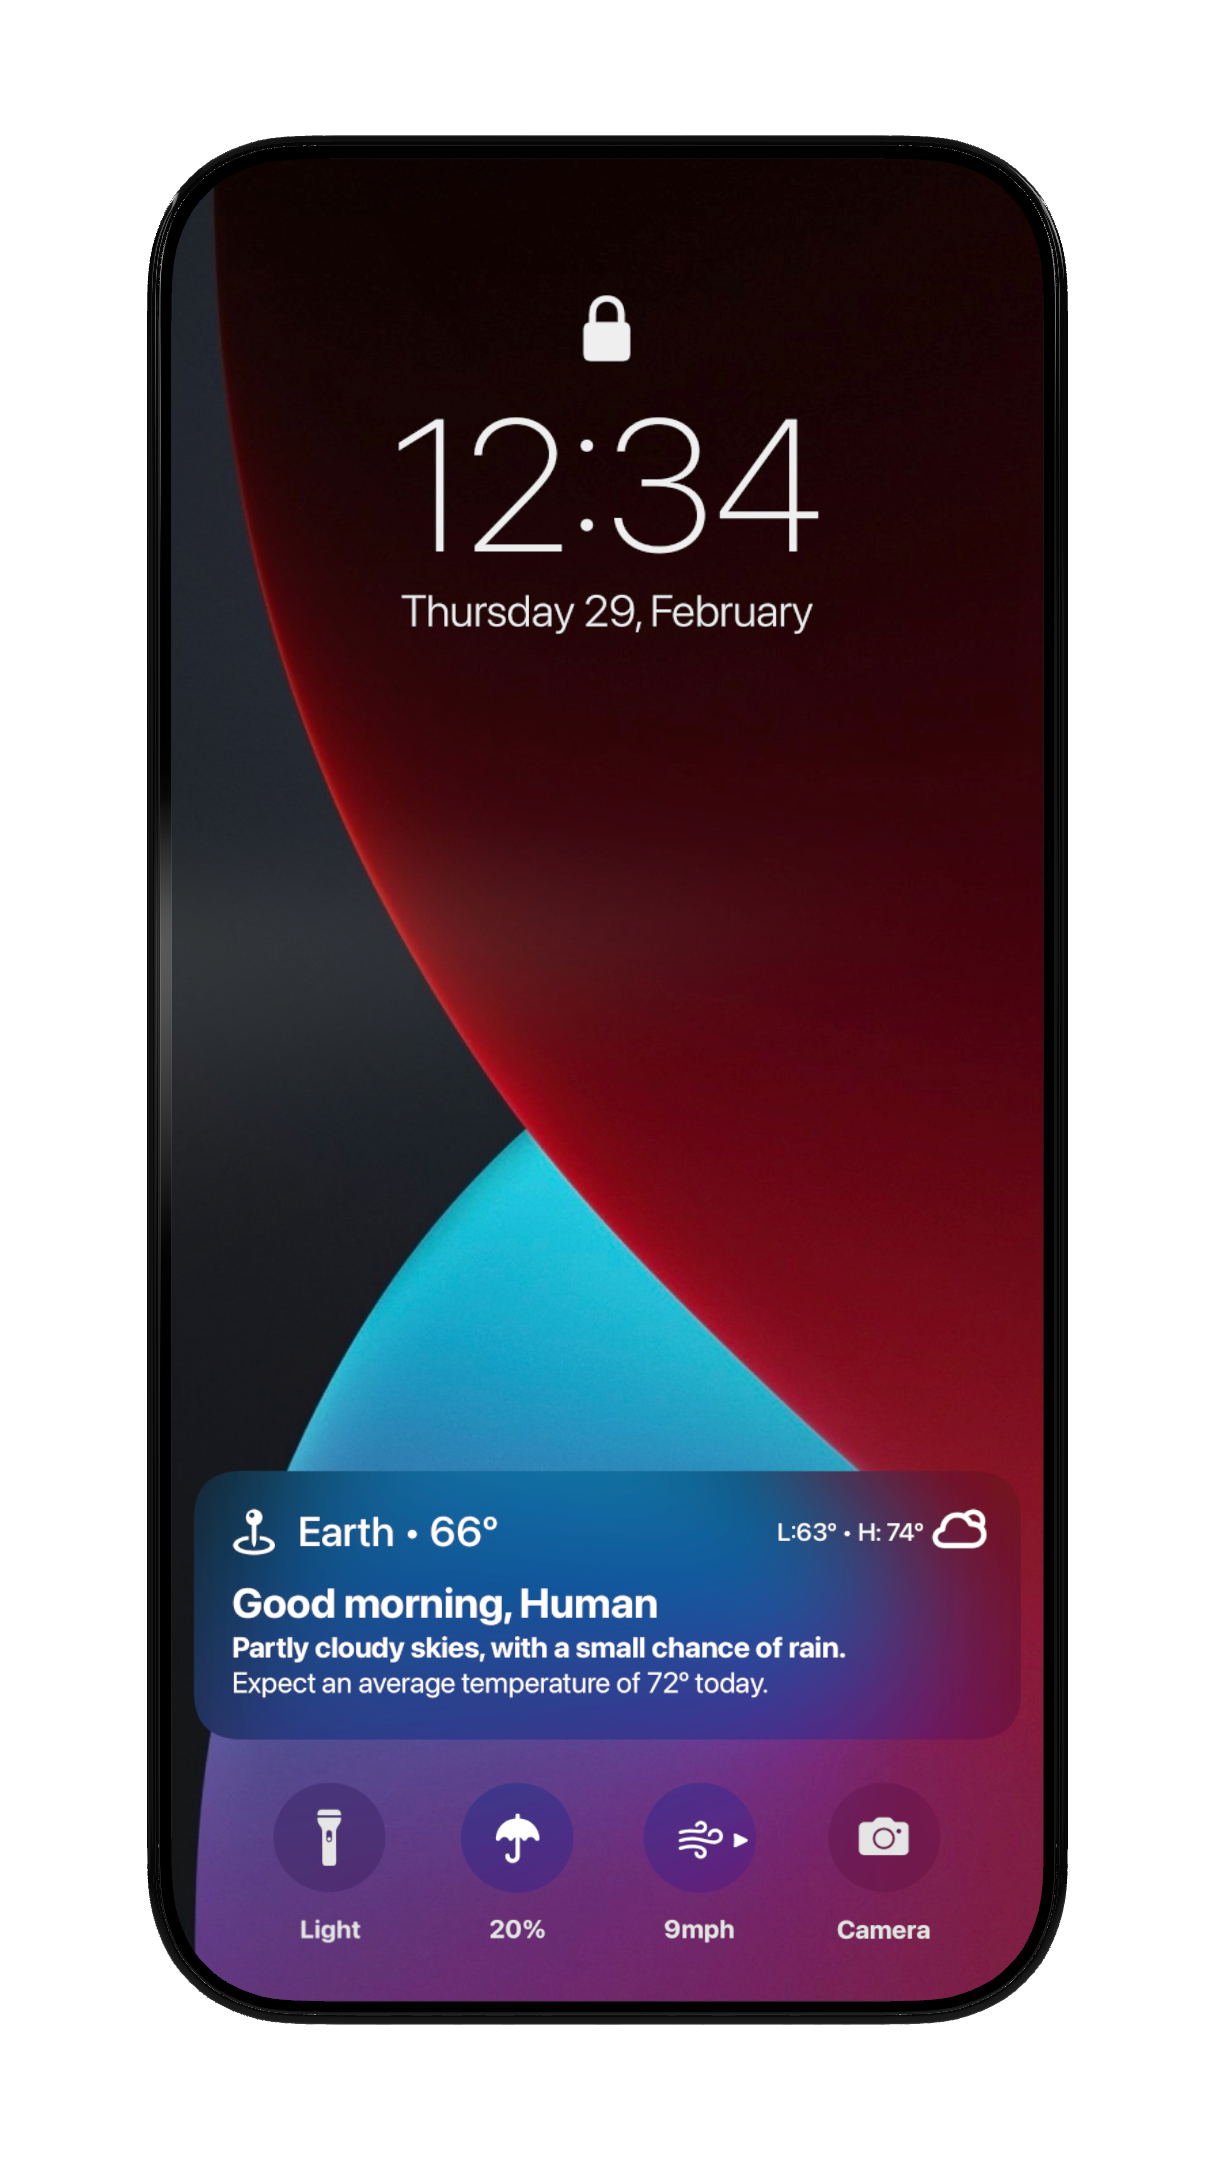 12:34
Thursday 29, February
Earth • 66°
L:63° • H: 74°
Good morning, Human
Partly cloudy skies, with a small chance of rain.
Expect an average temperature of 72° today.
Light
20%
9mph
Camera